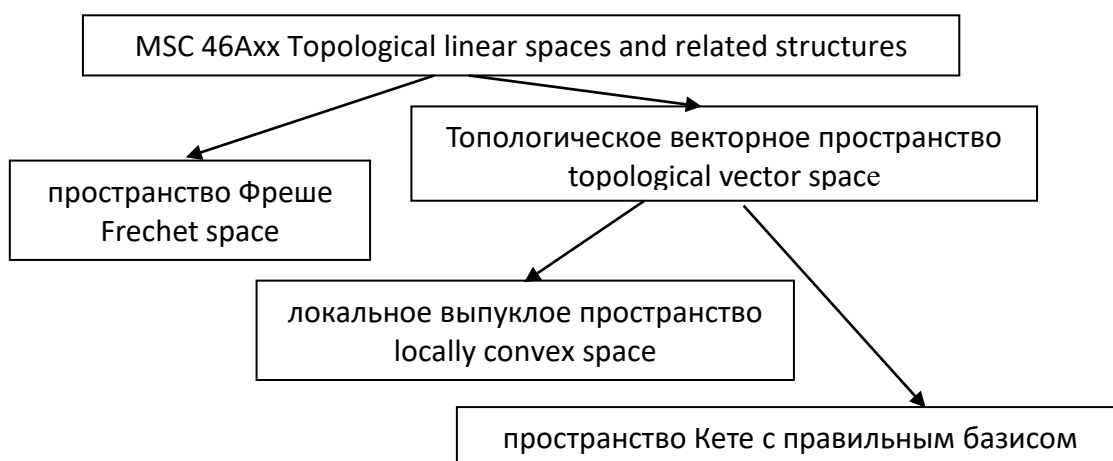 MSC 46Axx Topological linear spaces and related structures
Топологическое векторное пространство
topological vector space
пространство Фреше
Frechet space
локальное выпуклое пространство
locally convex space
пространство Кете с правильным базисом